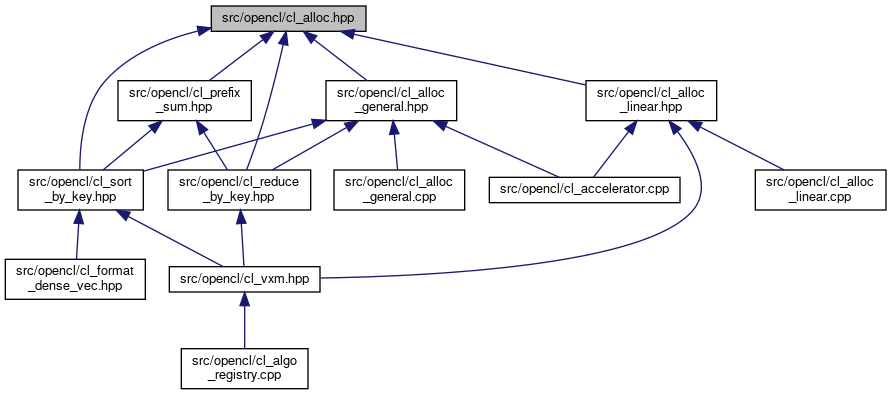 src/opencl/cl_alloc.hpp
src/opencl/cl_prefix
_sum.hpp
src/opencl/cl_alloc
_general.hpp
src/opencl/cl_alloc
_linear.hpp
src/opencl/cl_sort
_by_key.hpp
src/opencl/cl_reduce
_by_key.hpp
src/opencl/cl_alloc
_general.cpp
src/opencl/cl_accelerator.cpp
src/opencl/cl_alloc
_linear.cpp
src/opencl/cl_format
_dense_vec.hpp
src/opencl/cl_vxm.hpp
src/opencl/cl_algo
_registry.cpp